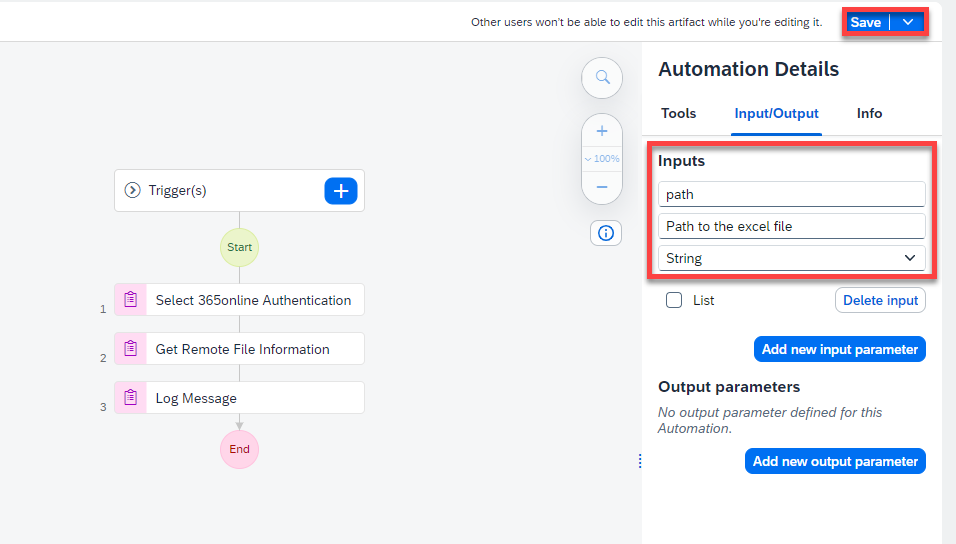 Other users won't be able to edit this artifact while you're editing it.
Save
Automation Details
Tools
Input/Output
Info
Trigger(s)
Start
1
Select 365online Authentication
2
Get Remote File Information
3
Log Message
End
100%
Inputs
path
Path to the excel file
String
List
Delete input
Add new input parameter
Output parameters
No output parameter defined for this
Automation.
Add new output parameter